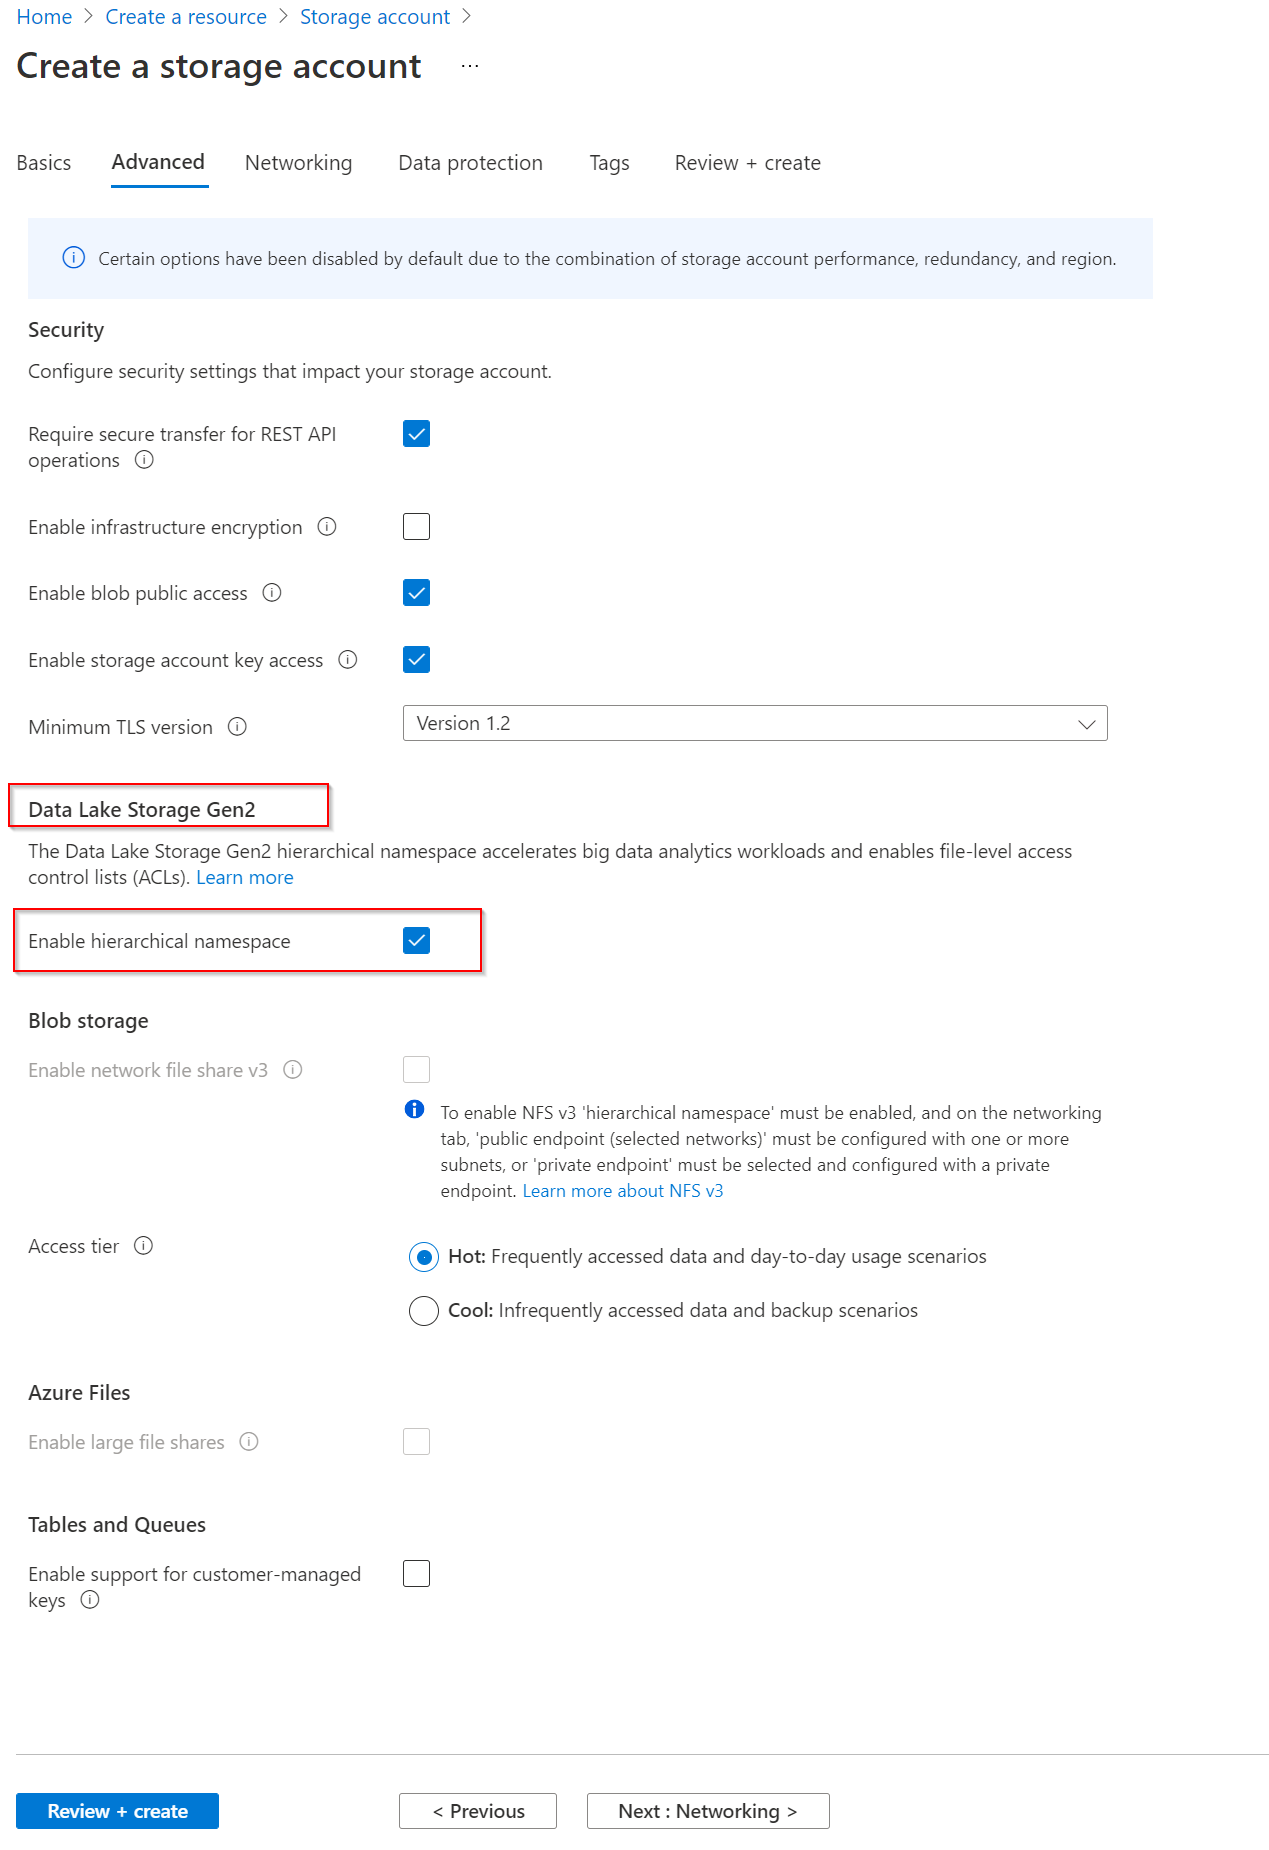 Home > Create a resource > Storage account >
Create a storage account ...
Basics Advanced Networking Data protection Tags Review + create
Certain options have been disabled by default due to the combination of storage account performance, redundancy, and region.
Security
Configure security settings that impact your storage account.
Require secure transfer for REST API
operations
Enable infrastructure encryption
Enable blob public access
Enable storage account key access
Minimum TLS version Version 1.2
Data Lake Storage Gen2
The Data Lake Storage Gen2 hierarchical namespace accelerates big data analytics workloads and enables file-level access
control lists (ACLs). Learn more
Enable hierarchical namespace
Blob storage
Enable network file share v3
To enable NFS v3 'hierarchical namespace' must be enabled, and on the networking
tab, 'public endpoint (selected networks)' must be configured with one or more
subnets, or 'private endpoint' must be selected and configured with a private
endpoint. Learn more about NFS v3
Access tier
Hot: Frequently accessed data and day-to-day usage scenarios
Cool: Infrequently accessed data and backup scenarios
Azure Files
Enable large file shares
Tables and Queues
Enable support for customer-managed
keys
Review + create < Previous Next : Networking >